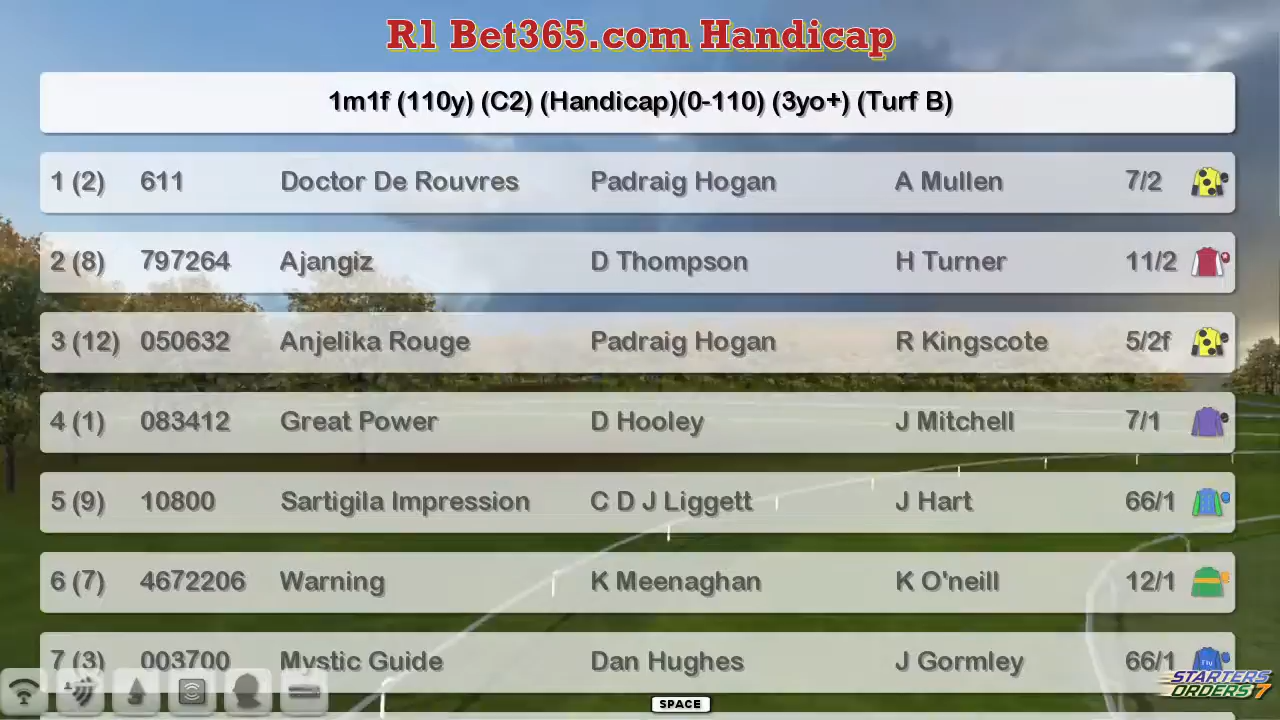 R1 Bet365.com Handicap
1m1f (110y) (C2) (Handicap)(0-110) (3yo+) (Turf B)
1 (2) 611 Doctor De Rouvres Padraig Hogan A Mullen 7/2
2 (8) 797264 Ajangiz D Thompson H Turner 11/2
3 (12) 050632 Anjelika Rouge Padraig Hogan R Kingscote 5/2f
4 (1) 083412 Great Power D Hooley J Mitchell 7/1
5 (9) 10800 Sartigila Impression C D J Liggett J Hart 66/1
6 (7) 4672206 Warning K Meenaghan K O'neill 12/1
7 (3) 003700 Mystic Guide Dan Hughes J Gormley 66/1
STARTERS
ORDERS 7
SPACE